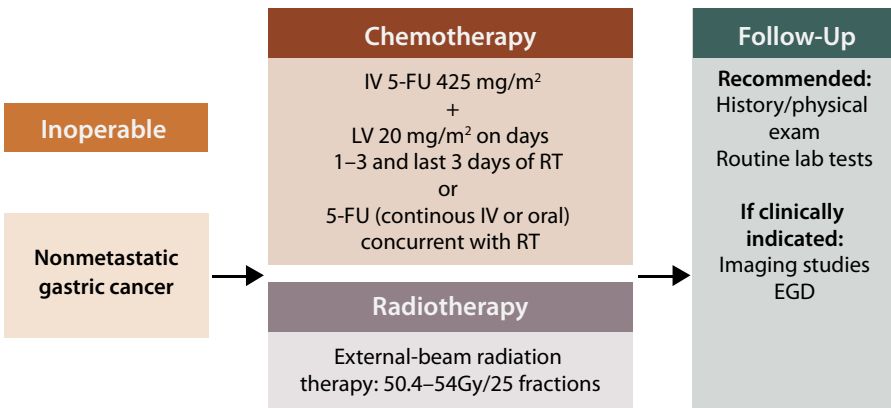 Inoperable
Nonmetastatic
gastric cancer
Chemotherapy
IV 5-FU 425 mg/m²
+
LV 20 mg/m² on days
1–3 and last 3 days of RT
or
5-FU (continous IV or oral)
concurrent with RT
Radiotherapy
External-beam radiation
therapy: 50.4–54Gy/25 fractions
Follow-Up
Recommended:
History/physical
exam
Routine lab tests
If clinically
indicated:
Imaging studies
EGD